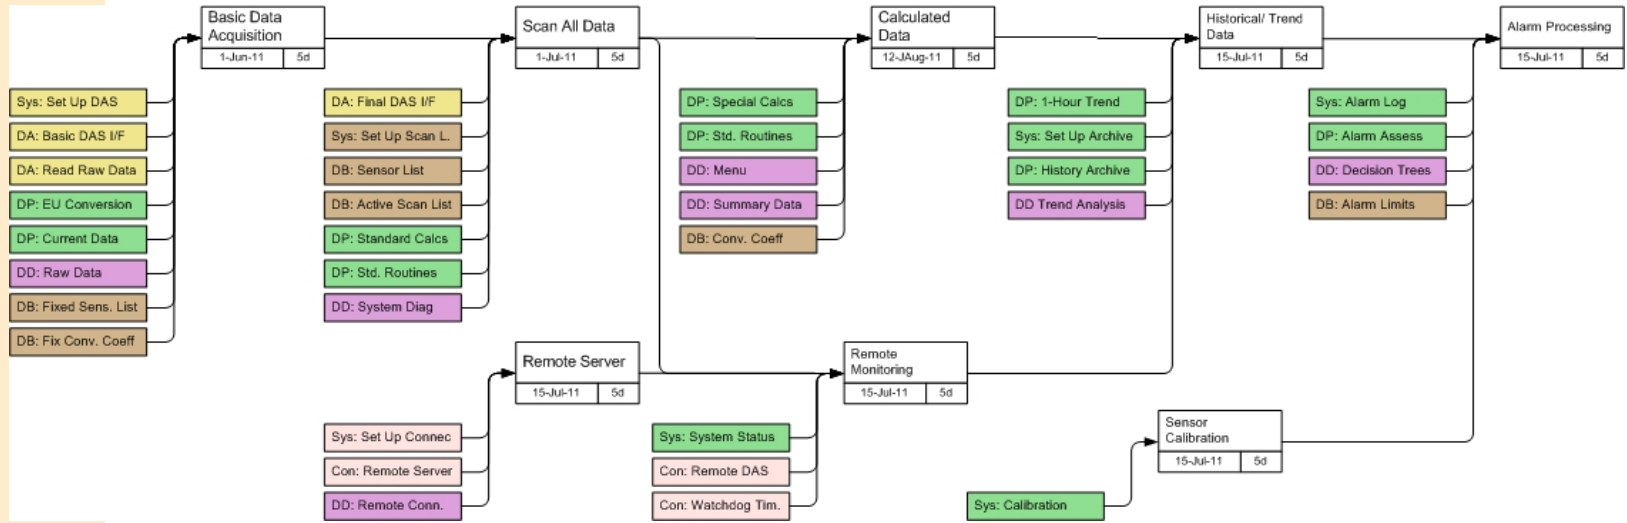 Basic Data
Acquisition
1-Jun-11 5d
Scan All Data
1-Jul-11 5d
Calculated
Data
12-JAug-11 5d
Historical/ Trend
Data
15-Jul-11 5d
Alarm Processing
15-Jul-11 5d
Sys: Set Up DAS
DA: Basic DAS I/F
DA: Read Raw Data
DP: EU Conversion
DP: Current Data
DD: Raw Data
DB: Fixed Sens. List
DB: Fix Conv. Coeff
DA: Final DAS I/F
Sys: Set Up Scan L.
DB: Sensor List
DB: Active Scan List
DP: Standard Calcs
DP: Std. Routines
DD: System Diag
DP: Special Calcs
DP: Std. Routines
DD: Menu
DD: Summary Data
DB: Conv. Coeff
DP: 1-Hour Trend
Sys: Set Up Archive
DP: History Archive
DD Trend Analysis
Sys: Alarm Log
DP: Alarm Assess
DD: Decision Trees
DB: Alarm Limits
Remote Server
15-Jul-11 5d
Remote
Monitoring
15-Jul-11 5d
Sensor
Calibration
15-Jul-11 5d
Sys: Set Up Connec
Con: Remote Server
DD: Remote Conn.
Sys: System Status
Con: Remote DAS
Con: Watchdog Tim.
Sys: Calibration